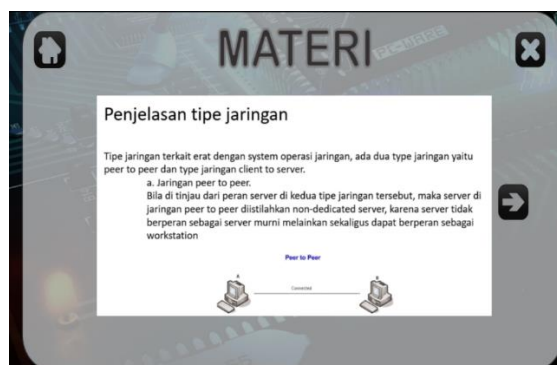 MATERI
Penjelasan tipe jaringan
Tipe jaringan terkait erat dengan system operasi jaringan, ada dua type jaringan yaitu
peer to peer dan type jaringan client to server.
a. Jaringan peer to peer.
Bila di tinjau dari peran server di kedua tipe jaringan tersebut, maka server di
jaringan peer to peer diistilahkan non-dedicated server, karena server tidak
berperan sebagai server murni melainkan sekaligus dapat berperan sebagai
workstation
Peer to Peer
Connected